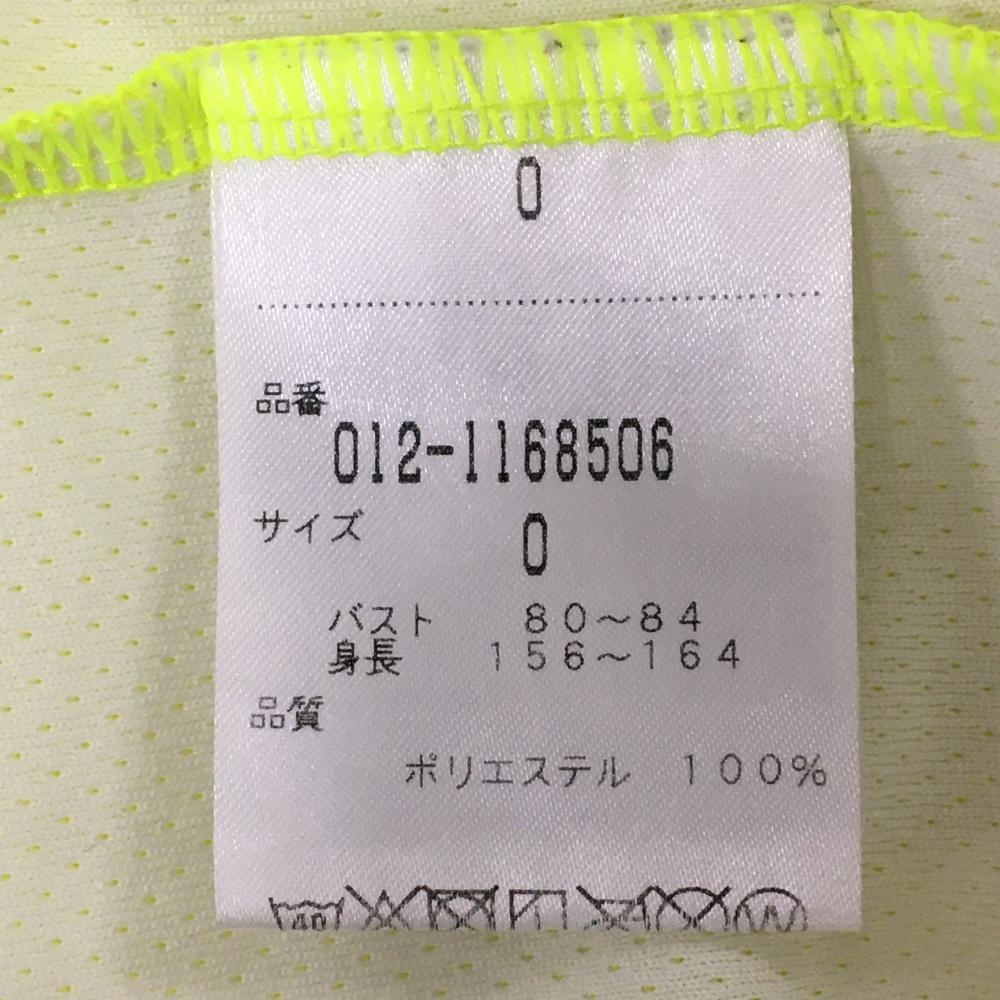 0
品番
012-1168506
サイズ 0
バスト 80～84
身長 156～164
品質
ポリエステル 100%
40
W